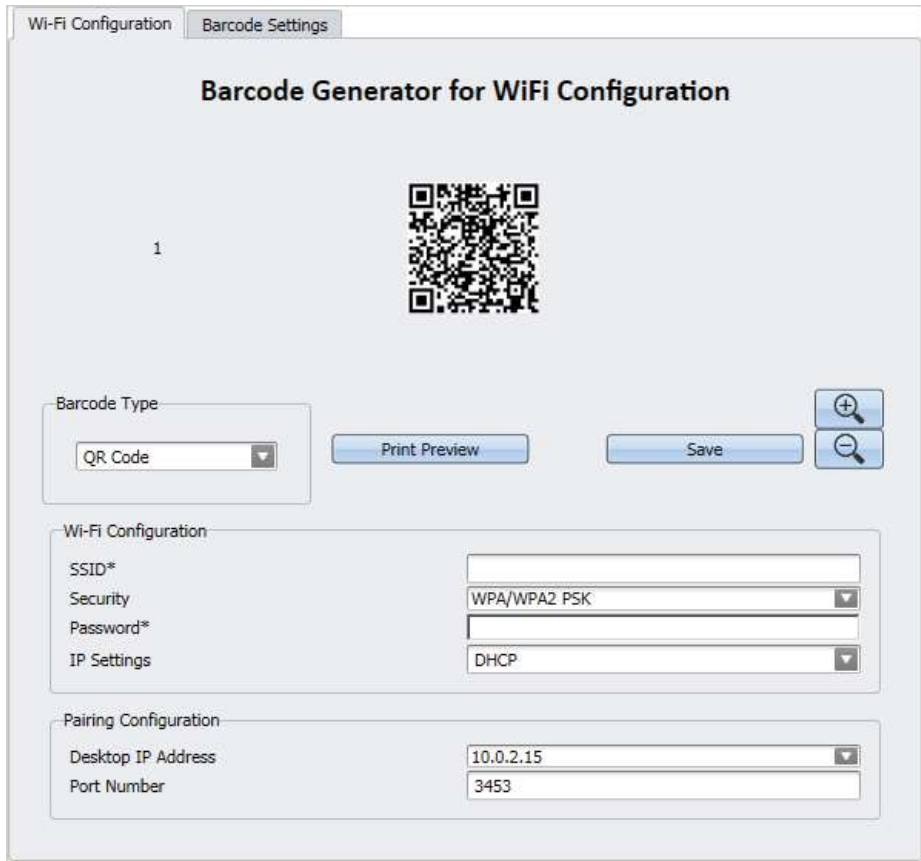 Wi-Fi Configuration Barcode Settings
Barcode Generator for WiFi Configuration
1
Barcode Type
QR Code
Print Preview
Save
Wi-Fi Configuration
SSID*
Security WPA/WPA2 PSK
Password*
IP Settings DHCP
Pairing Configuration
Desktop IP Address 10.0.2.15
Port Number 3453